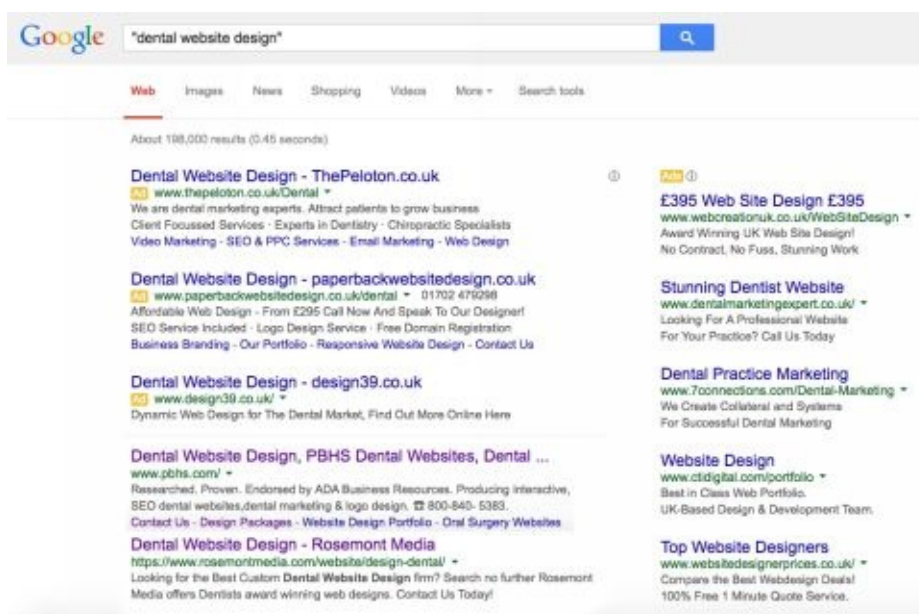 Google
"dental website design"
Web Images News Shopping Videos More Search tools
About 198,000 results (0.45 seconds)
Dental Website Design - ThePeloton.co.uk
Ad www.thepeloton.co.uk/Dental
We are dental marketing experts. Attract patients to grow business
Client Focussed Services · Experts in Dentistry · Chiropractic Specialists
Video Marketing - SEO & PPC Services - Email Marketing - Web Design
Dental Website Design - paperbackwebsitedesign.co.uk
Ad www.paperbackwebsitedesign.co.uk/dental 01702 479298
Affordable Web Design - From £295 Call Now And Speak To Our Designer!
SEO Service Included · Logo Design Service · Free Domain Registration
Business Branding - Our Portfolio - Responsive Website Design - Contact Us
Dental Website Design - design39.co.uk
Ad www.design39.co.uk/
Dynamic Web Design for The Dental Market, Find Out More Online Here
Dental Website Design, PBHS Dental Websites, Dental ...
www.pbhs.com/
Researched. Proven. Endorsed by ADA Business Resources. Producing interactive,
SEO dental websites,dental marketing & logo design. ☎ 800-840- 5383.
Contact Us - Design Packages - Website Design Portfolio - Oral Surgery Websites
Dental Website Design - Rosemont Media
https://www.rosemontmedia.com/website/design-dental/
Looking for the Best Custom Dental Website Design firm? Search no further Rosemont
Media offers Dentists award winning web designs. Contact Us Today!
Ads
£395 Web Site Design £395
www.webcreationuk.co.uk/WebSiteDesign
Award Winning UK Web Site Design!
No Contract, No Fuss, Stunning Work
Stunning Dentist Website
www.dentalmarketingexpert.co.uk/
Looking For A Professional Website
For Your Practice? Call Us Today
Dental Practice Marketing
www.7connections.com/Dental-Marketing
We Create Collateral and Systems
For Successful Dental Marketing
Website Design
www.ctidigital.com/portfolio
Best in Class Web Portfolio.
UK-Based Design & Development Team.
Top Website Designers
www.websitedesignerprices.co.uk/
Compare the Best Webdesign Deals!
100% Free 1 Minute Quote Service.